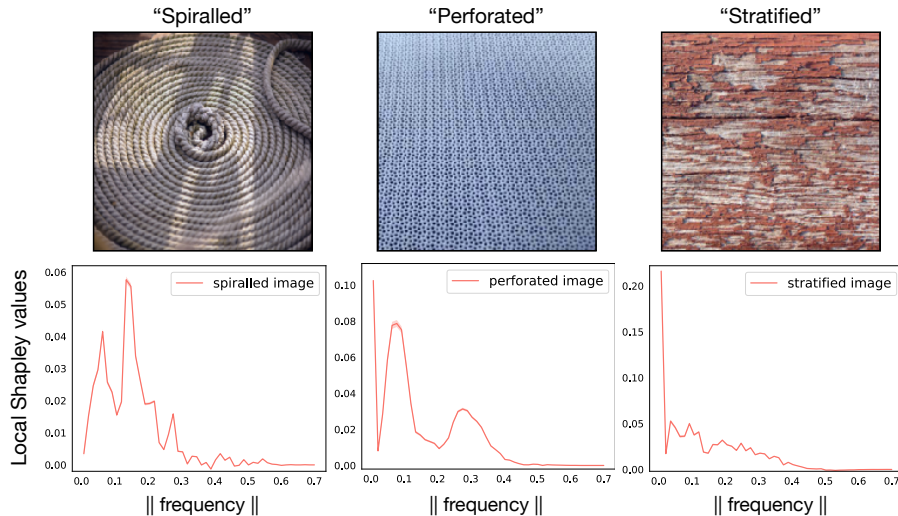 “Spiralled”
“Perforated”
“Stratified”
Local Shapley values
0.06
0.05
0.04
0.03
0.02
0.01
0.00
spiralled image
0.0 0.1 0.2 0.3 0.4 0.5 0.6 0.7
|| frequency ||
0.10
0.08
0.06
0.04
0.02
0.00
perforated image
0.0 0.1 0.2 0.3 0.4 0.5 0.6 0.7
|| frequency ||
0.20
0.15
0.10
0.05
0.00
stratified image
0.0 0.1 0.2 0.3 0.4 0.5 0.6 0.7
|| frequency ||